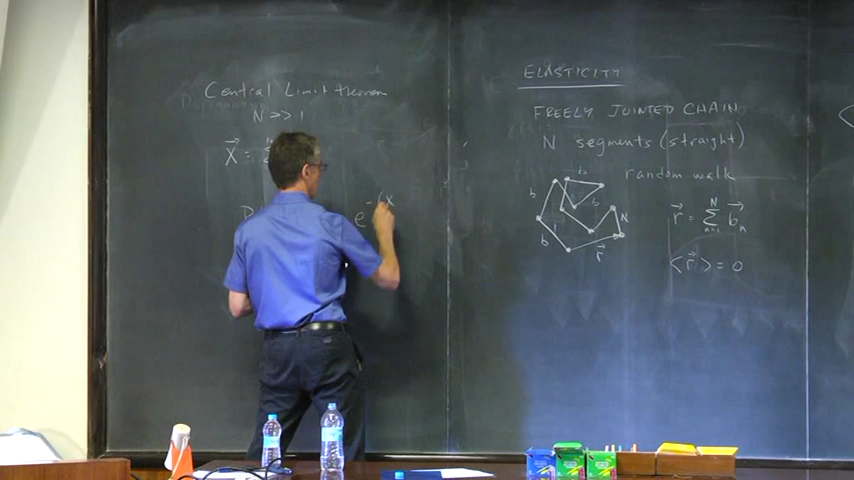 Central Limit theorem
N >> 1
X⃗ =
e^-(x
ELASTICITY
FREELY JOINTED CHAIN
N segments (straight)
random walk
b
b
b
b
N
r⃗
r⃗ = Σ_{n=1}^{N} b⃗_n
<r⃗> = 0